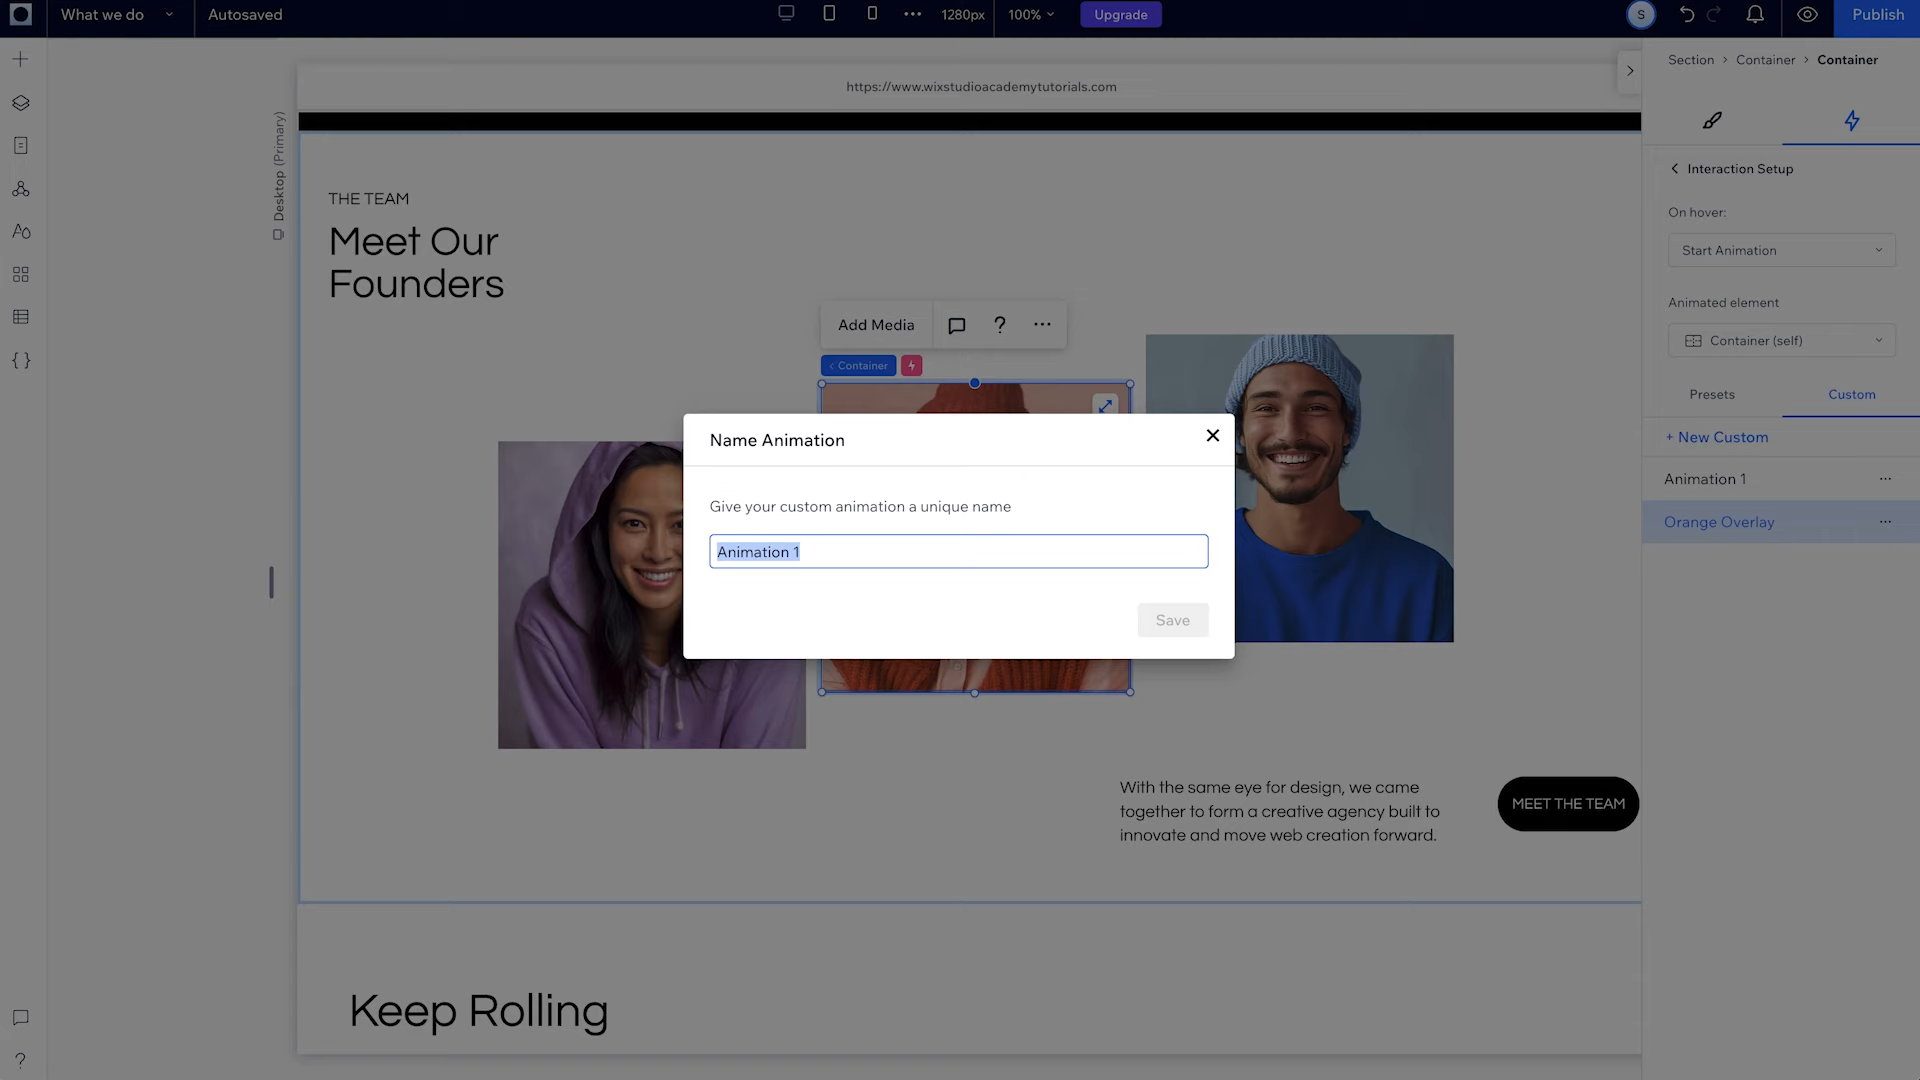 What we do
Autosaved
1280px
100%
Upgrade
S
Publish
https://www.wixstudioacademytutorials.com
Desktop (Primary)
THE TEAM
Meet Our
Founders
Add Media
?
< Container
Name Animation
Give your custom animation a unique name
Animation 1
Save
With the same eye for design, we came
together to form a creative agency built to
innovate and move web creation forward.
MEET THE TEAM
Keep Rolling
?
Section > Container > Container
Interaction Setup
On hover:
Start Animation
Animated element
Container (self)
Presets
Custom
+ New Custom
Animation 1
Orange Overlay